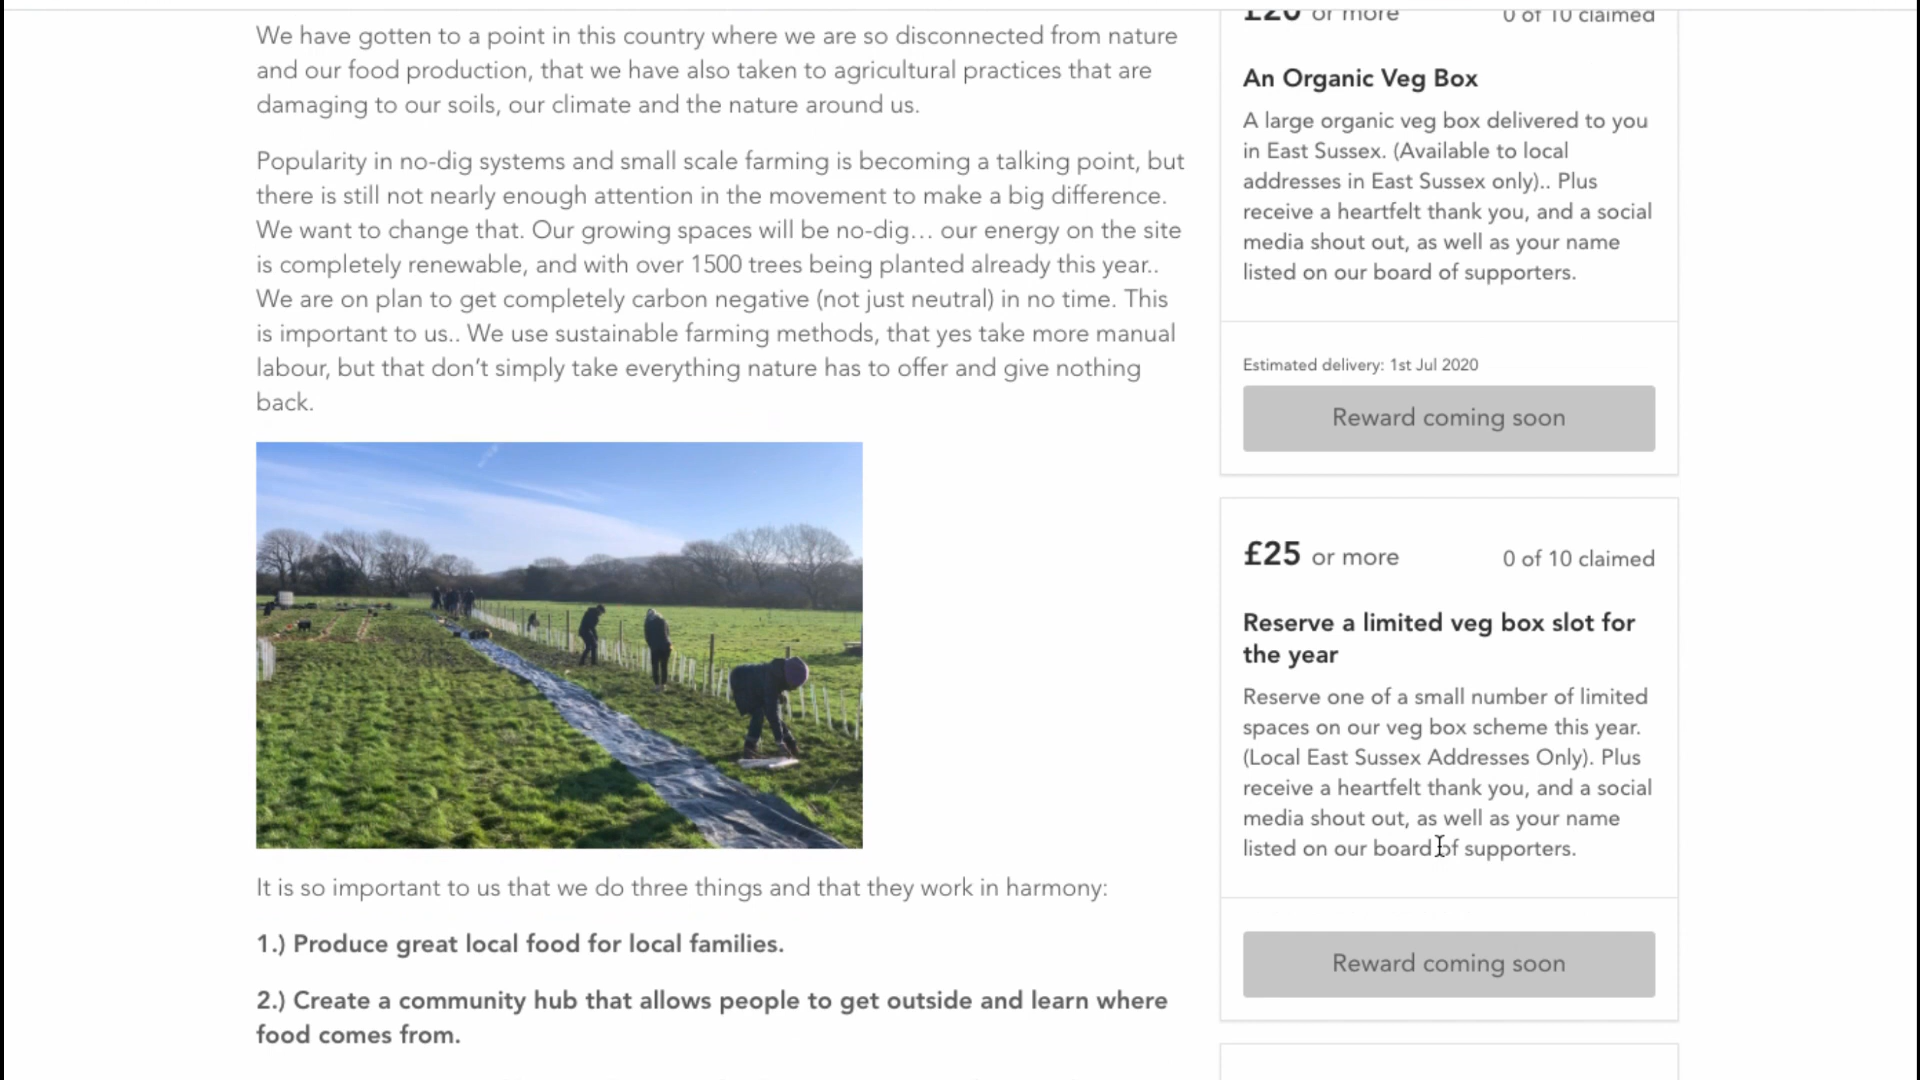 We have gotten to a point in this country where we are so disconnected from nature
and our food production, that we have also taken to agricultural practices that are
damaging to our soils, our climate and the nature around us.
Popularity in no-dig systems and small scale farming is becoming a talking point, but
there is still not nearly enough attention in the movement to make a big difference.
We want to change that. Our growing spaces will be no-dig… our energy on the site
is completely renewable, and with over 1500 trees being planted already this year..
We are on plan to get completely carbon negative (not just neutral) in no time. This
is important to us.. We use sustainable farming methods, that yes take more manual
labour, but that don’t simply take everything nature has to offer and give nothing
back.
It is so important to us that we do three things and that they work in harmony:
1.) Produce great local food for local families.
2.) Create a community hub that allows people to get outside and learn where
food comes from.
£20 or more 0 of 10 claimed
An Organic Veg Box
A large organic veg box delivered to you
in East Sussex. (Available to local
addresses in East Sussex only).. Plus
receive a heartfelt thank you, and a social
media shout out, as well as your name
listed on our board of supporters.
Estimated delivery: 1st Jul 2020
Reward coming soon
£25 or more 0 of 10 claimed
Reserve a limited veg box slot for
the year
Reserve one of a small number of limited
spaces on our veg box scheme this year.
(Local East Sussex Addresses Only). Plus
receive a heartfelt thank you, and a social
media shout out, as well as your name
listed on our board of supporters.
Reward coming soon